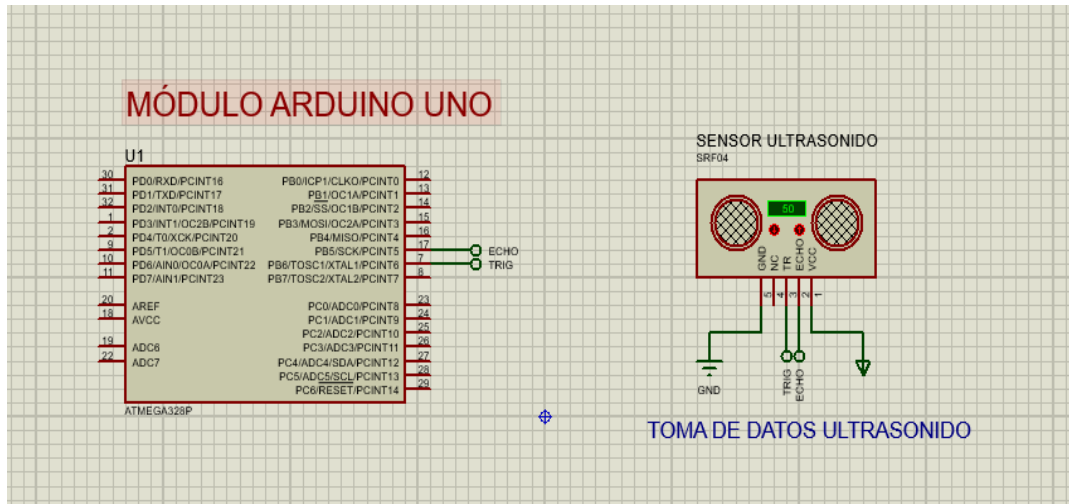 MÓDULO ARDUINO UNO
U1
30 PD0/RXD/PCINT16
31 PD1/TXD/PCINT17
32 PD2/INT0/PCINT18
1 PD3/INT1/OC2B/PCINT19
2 PD4/T0/XCK/PCINT20
9 PD5/T1/OC0B/PCINT21
10 PD6/AIN0/OC0A/PCINT22
11 PD7/AIN1/PCINT23
20 AREF
18 AVCC
19 ADC6
22 ADC7
PB0/ICP1/CLKO/PCINT0 12
PB1/OC1A/PCINT1 13
PB2/SS/OC1B/PCINT2 14
PB3/MOSI/OC2A/PCINT3 15
PB4/MISO/PCINT4 16
PB5/SCK/PCINT5 17 ECHO
PB6/TOSC1/XTAL1/PCINT6 7 TRIG
PB7/TOSC2/XTAL2/PCINT7 8
PC0/ADC0/PCINT8 23
PC1/ADC1/PCINT9 24
PC2/ADC2/PCINT10 25
PC3/ADC3/PCINT11 26
PC4/ADC4/SDA/PCINT12 27
PC5/ADC5/SCL/PCINT13 28
PC6/RESET/PCINT14 29
ATMEGA328P
SENSOR ULTRASONIDO
SRF04
50
GND
NC
TR
ECHO
VCC
5
4
3
2
1
GND
TRIG
ECHO
TOMA DE DATOS ULTRASONIDO